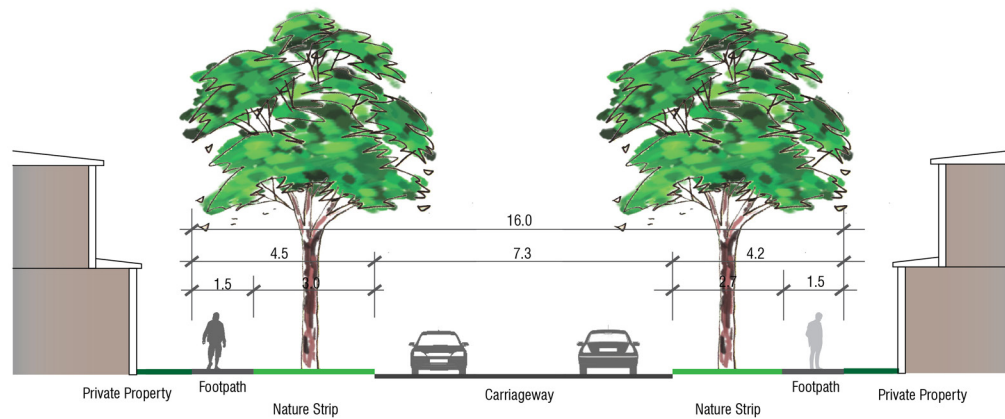 16.0
4.5 7.3 4.2
1.5 3.0 2.7 1.5
Private Property Footpath Carriageway Footpath Private Property
Nature Strip Nature Strip